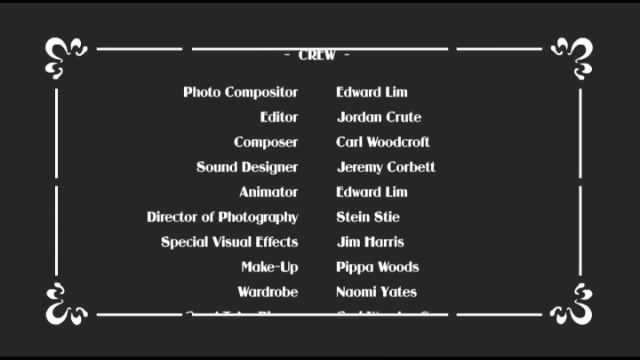 - CREW -
Photo Compositor Edward Lim
Editor Jordan Crute
Composer Carl Woodcroft
Sound Designer Jeremy Corbett
Animator Edward Lim
Director of Photography Stein Stie
Special Visual Effects Jim Harris
Make-Up Pippa Woods
Wardrobe Naomi Yates